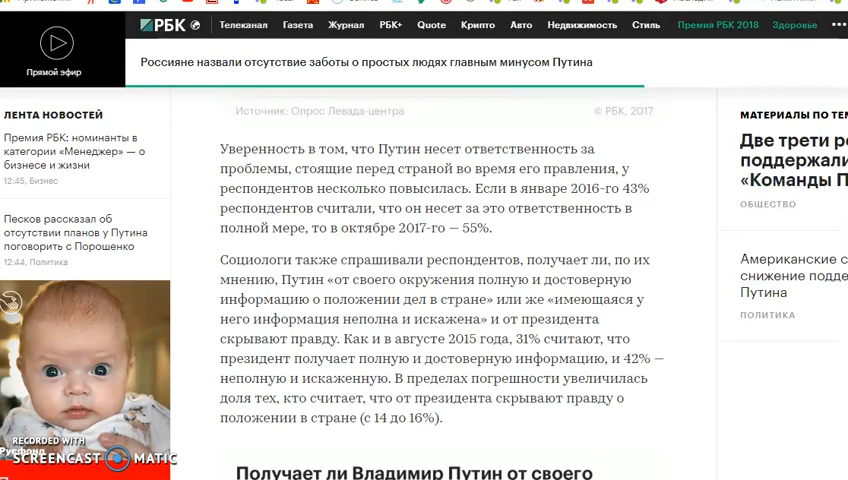 РБК
Телеканал Газета Журнал РБК+ Quote Крипто Авто Недвижимость Стиль Премия РБК 2018 Здоровье
Прямой эфир
Россияне назвали отсутствие заботы о простых людях главным минусом Путина
ЛЕНТА НОВОСТЕЙ
Премия РБК: номинанты в
категории «Менеджер» — о
бизнесе и жизни
12:45, Бизнес
Песков рассказал об
отсутствии планов у Путина
поговорить с Порошенко
12:44, Политика
RECORDED WITH
SCREENCAST MATIC
Источник: Опрос Левада-центра
© РБК, 2017
Уверенность в том, что Путин несет ответственность за
проблемы, стоящие перед страной во время его правления, у
респондентов несколько повысилась. Если в январе 2016-го 43%
респондентов считали, что он несет за это ответственность в
полной мере, то в октябре 2017-го — 55%.
Социологи также спрашивали респондентов, получает ли, по их
мнению, Путин «от своего окружения полную и достоверную
информацию о положении дел в стране» или же «имеющаяся у
него информация неполна и искажена» и от президента
скрывают правду. Как и в августе 2015 года, 31% считают, что
президент получает полную и достоверную информацию, и 42% —
неполную и искаженную. В пределах погрешности увеличилась
доля тех, кто считает, что от президента скрывают правду о
положении в стране (с 14 до 16%).
Получает ли Владимир Путин от своего
МАТЕРИАЛЫ ПО ТЕМ
Две трети ро
поддержали
«Команды П
ОБЩЕСТВО
Американские с
снижение подде
Путина
ПОЛИТИКА